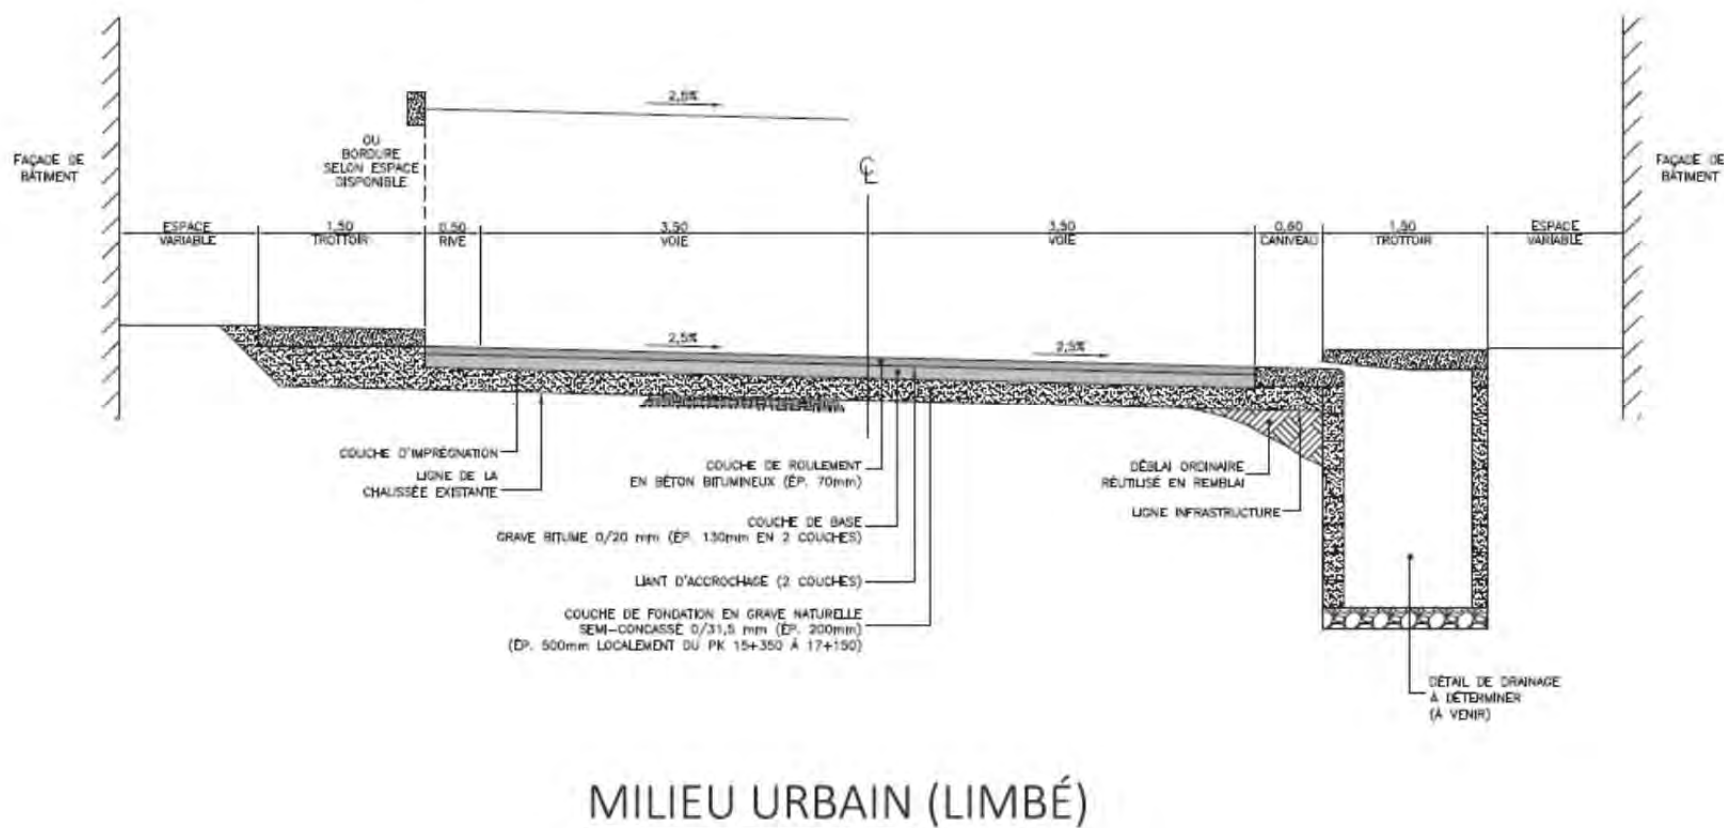 2,5%
OU
BORDURE
SELON ESPACE
DISPONIBLE
FAÇADE DE
BÂTIMENT
FAÇADE DE
BÂTIMENT
ESPACE
VARIABLE
1,50
TROTTOIR
0,50
RIVE
3,50
VOIE
3,50
VOIE
0,60
CANIVEAU
1,50
TROTTOIR
ESPACE
VARIABLE
2,5%
2,5%
COUCHE D'IMPRÉGNATION
LIGNE DE LA
CHAUSSÉE EXISTANTE
COUCHE DE ROULEMENT
EN BÉTON BITUMINEUX (ÉP. 70mm)
COUCHE DE BASE
GRAVE BITUME 0/20 mm (ÉP. 130mm EN 2 COUCHES)
LIANT D'ACCROCHAGE (2 COUCHES)
COUCHE DE FONDATION EN GRAVE NATURELLE
SEMI-CONCASSÉ 0/31,5 mm (ÉP. 200mm)
(ÉP. 500mm LOCALEMENT DU PK 15+350 À 17+150)
DÉBLAI ORDINAIRE
RÉUTILISÉ EN REMBLAI
LIGNE INFRASTRUCTURE
DÉTAIL DE DRAINAGE
À DÉTERMINER
(À VENIR)
MILIEU URBAIN (LIMBÉ)